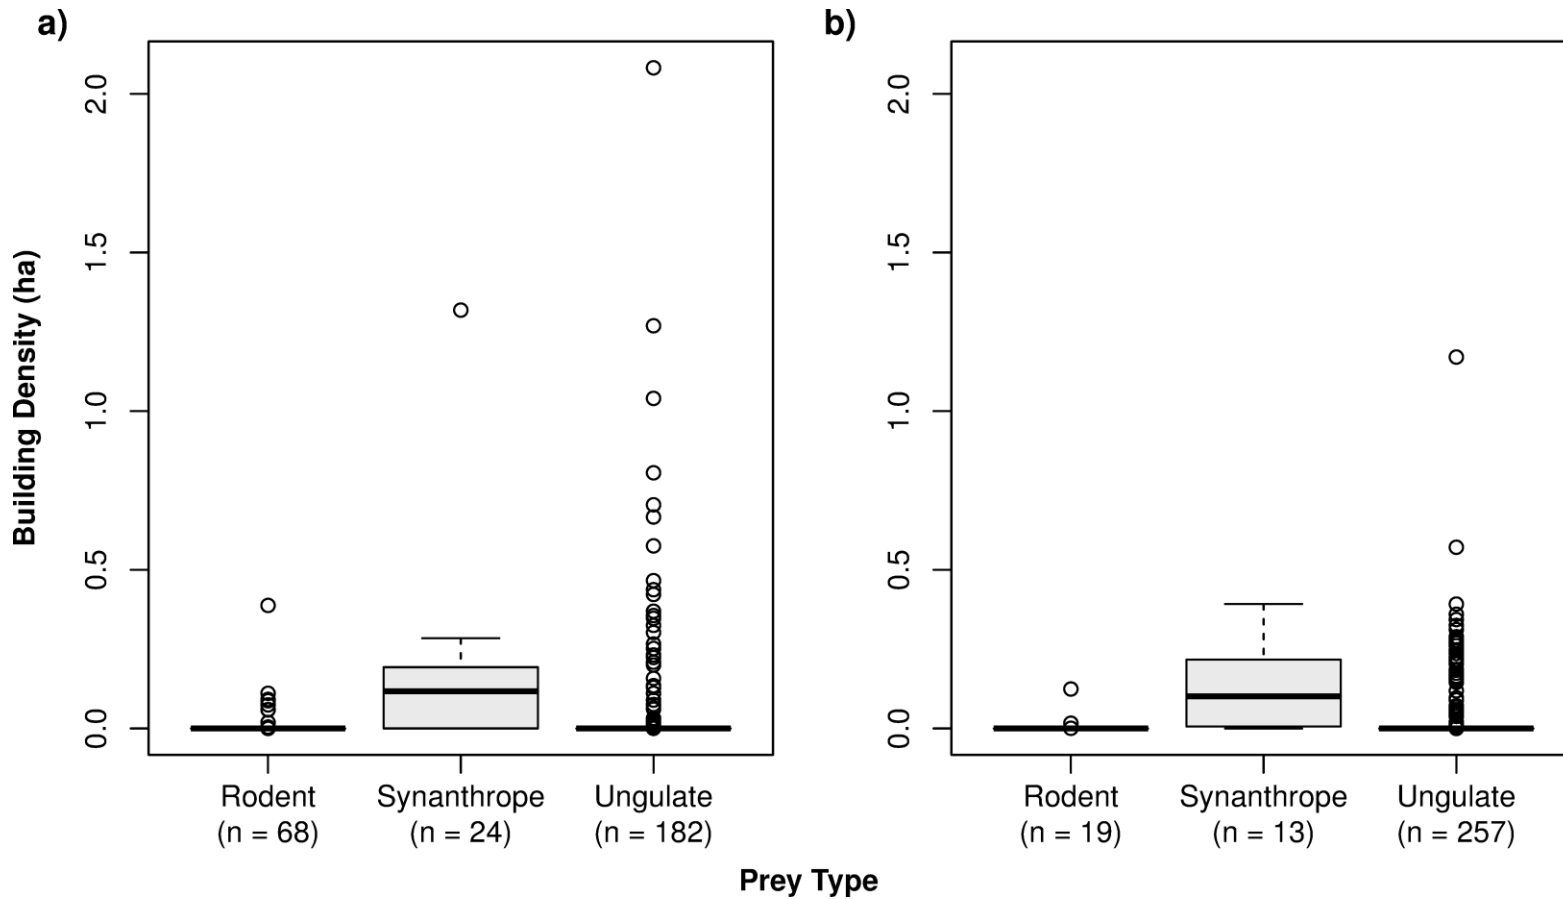 a)
Building Density (ha)
2.0
1.5
1.0
0.5
0.0
Rodent
(n = 68)
Synanthrope
(n = 24)
Ungulate
(n = 182)
b)
2.0
1.5
1.0
0.5
0.0
Rodent
(n = 19)
Synanthrope
(n = 13)
Ungulate
(n = 257)
Prey Type